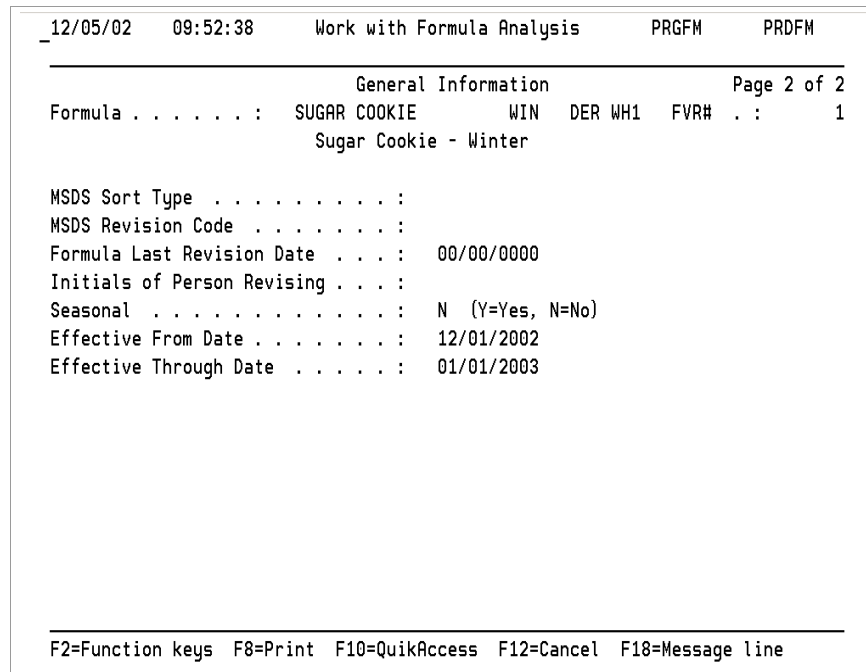 _12/05/02 09:52:38 Work with Formula Analysis PRGFM PRDFM
General Information Page 2 of 2
Formula . . . . . . : SUGAR COOKIE WIN DER WH1 FVR# . : 1
Sugar Cookie - Winter
MSDS Sort Type . . . . . . . . . :
MSDS Revision Code . . . . . . . :
Formula Last Revision Date . . . : 00/00/0000
Initials of Person Revising . . . :
Seasonal . . . . . . . . . . . . : N (Y=Yes, N=No)
Effective From Date . . . . . . . : 12/01/2002
Effective Through Date . . . . . : 01/01/2003
F2=Function keys F8=Print F10=QuikAccess F12=Cancel F18=Message line